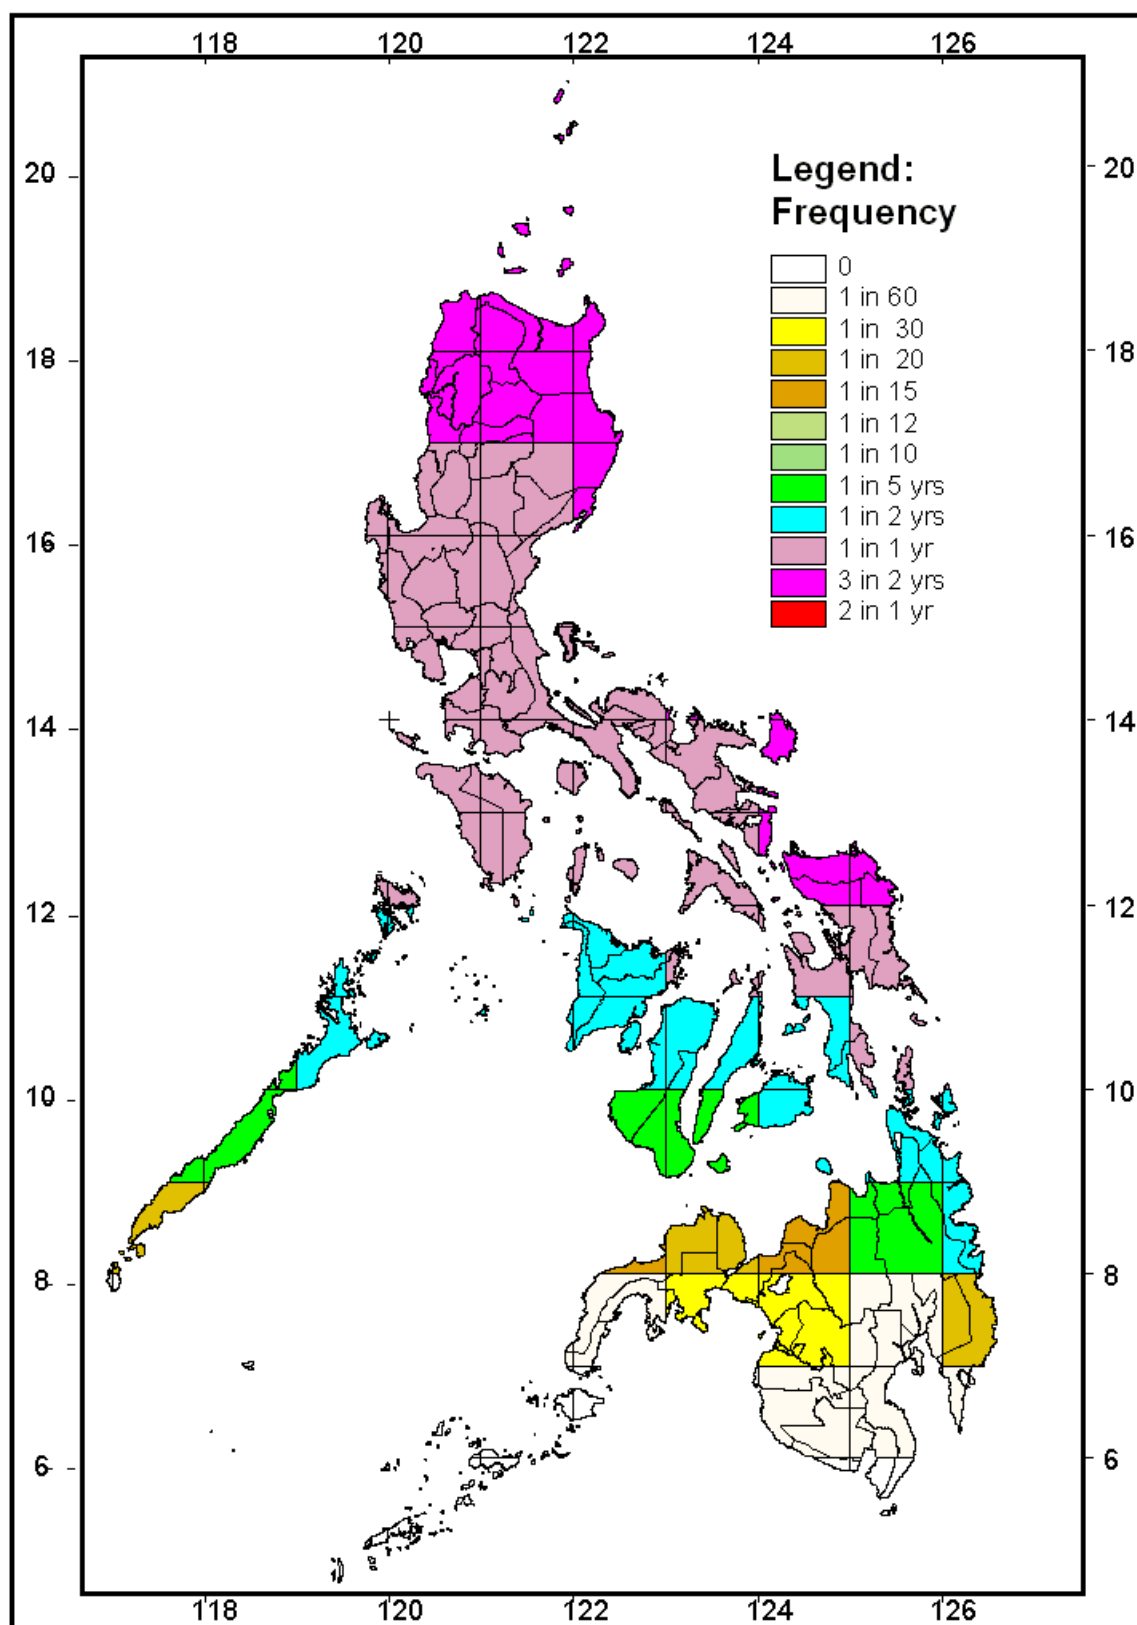 118 120 122 124 126
Legend:
Frequency
0
1 in 60
1 in 30
1 in 20
1 in 15
1 in 12
1 in 10
1 in 5 yrs
1 in 2 yrs
1 in 1 yr
3 in 2 yrs
2 in 1 yr
20 20
18 18
16 16
14 14
12 12
10 10
8 8
6 6
118 120 122 124 126